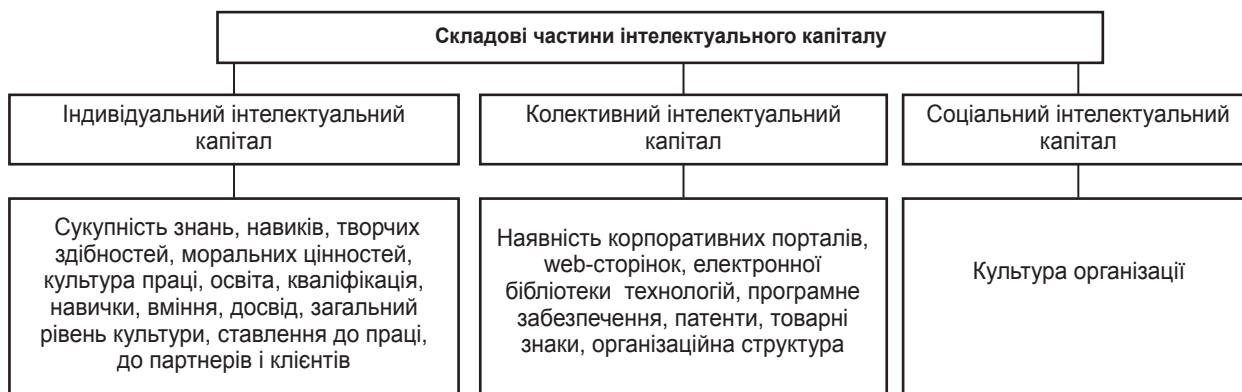 Складові частини інтелектуального капіталу
Індивідуальний інтелектуальний
капітал
Колективний інтелектуальний
капітал
Соціальний інтелектуальний
капітал
Сукупність знань, навиків, творчих
здібностей, моральних цінностей,
культура праці, освіта, кваліфікація,
навички, вміння, досвід, загальний
рівень культури, ставлення до праці,
до партнерів і клієнтів
Наявність корпоративних порталів,
web-сторінок, електронної
бібліотеки технологій, програмне
забезпечення, патенти, товарні
знаки, організаційна структура
Культура організації